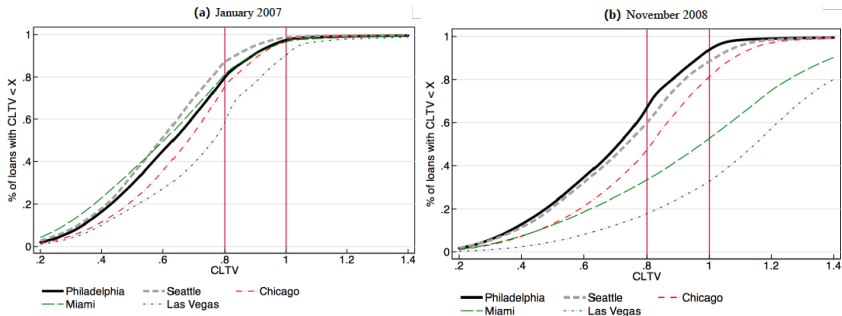 (a) January 2007
% of loans with CLTV < X
1
.8
.6
.4
.2
0
.2 .4 .6 .8 1 1.2 1.4
CLTV
Philadelphia Seattle Chicago
Miami Las Vegas
(b) November 2008
% of loans with CLTV < X
1
.8
.6
.4
.2
0
.2 .4 .6 .8 1 1.2 1.4
CLTV
Philadelphia Seattle Chicago
Miami Las Vegas